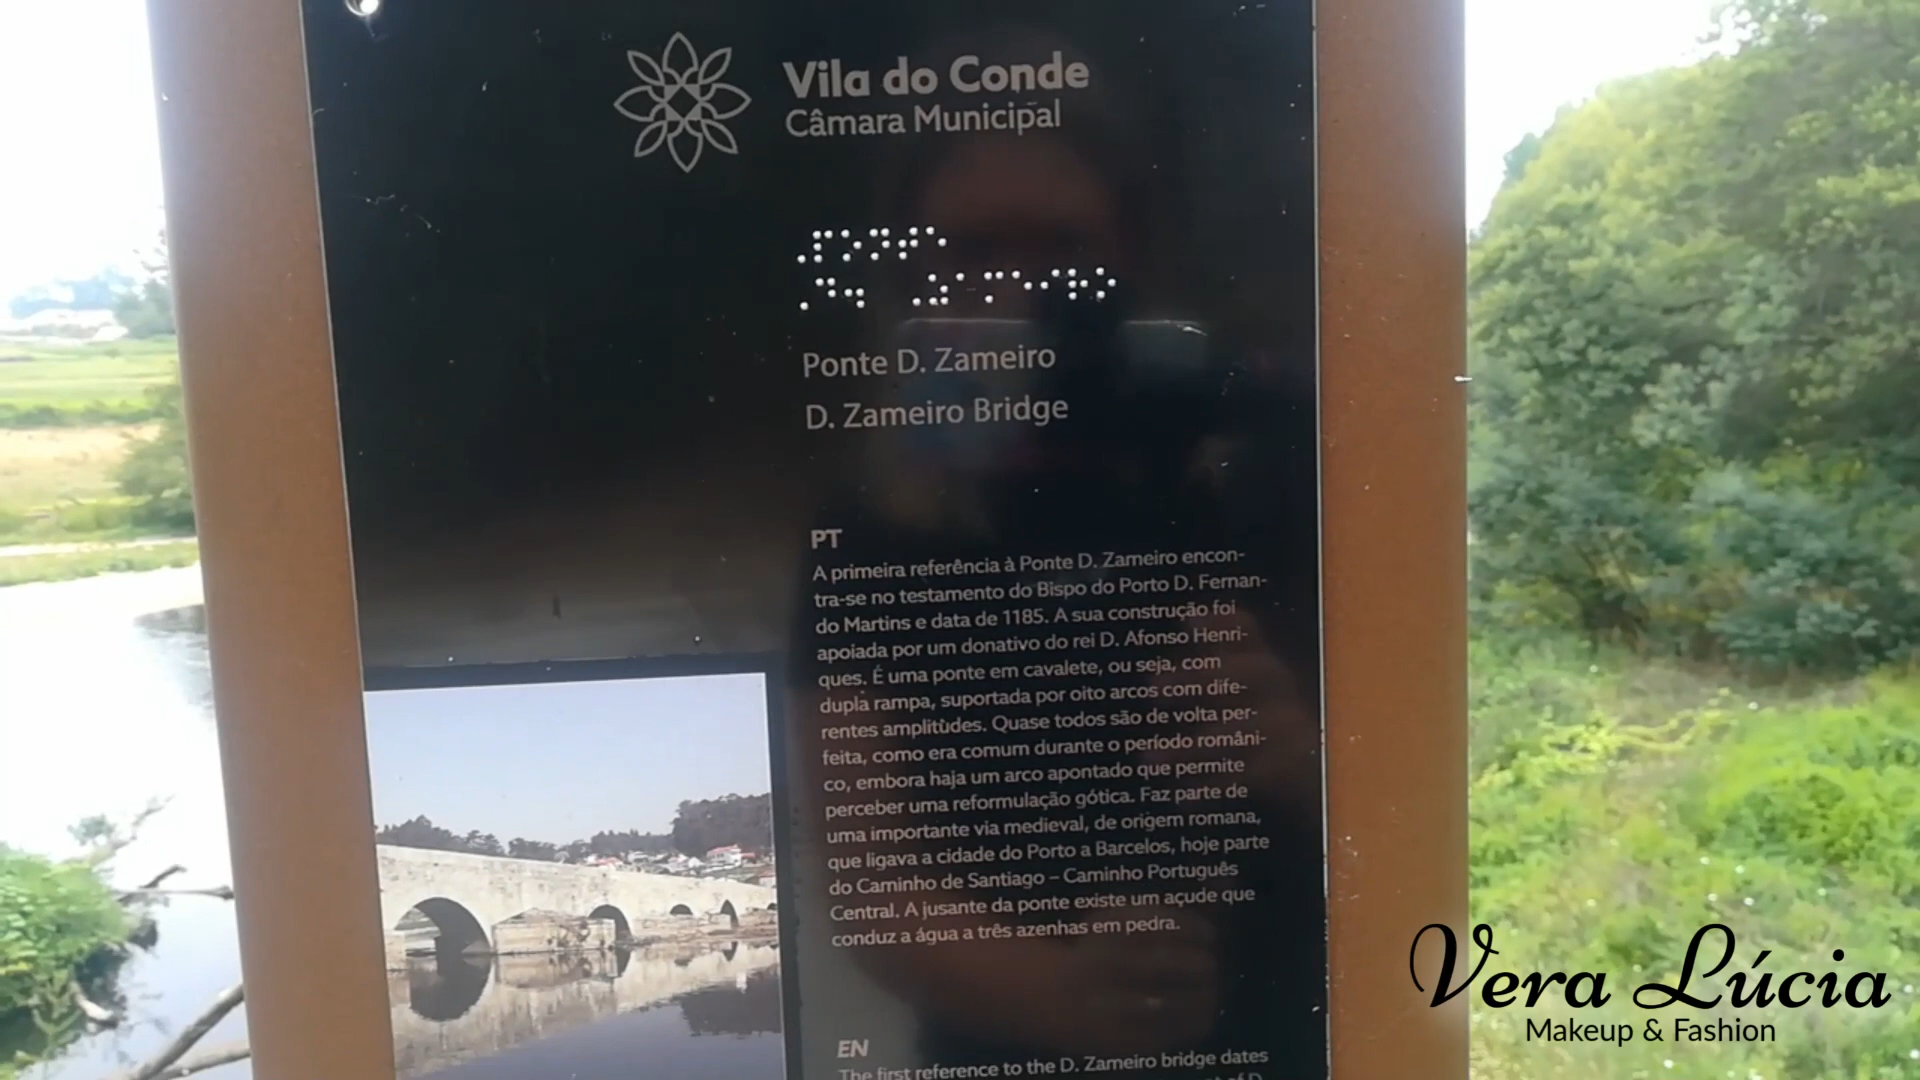 Vila do Conde
Câmara Municipal
Ponte D. Zameiro
D. Zameiro Bridge
PT
A primeira referência à Ponte D. Zameiro encon-
tra-se no testamento do Bispo do Porto D. Fernan-
do Martins e data de 1185. A sua construção foi
apoiada por um donativo do rei D. Afonso Henri-
ques. É uma ponte em cavalete, ou seja, com
dupla rampa, suportada por oito arcos com dife-
rentes amplitudes. Quase todos são de volta per-
feita, como era comum durante o período români-
co, embora haja um arco apontado que permite
perceber uma reformulação gótica. Faz parte de
uma importante via medieval, de origem romana,
que ligava a cidade do Porto a Barcelos, hoje parte
do Caminho de Santiago – Caminho Português
Central. A jusante da ponte existe um açude que
conduz a água a três azenhas em pedra.
EN
The first reference to the D. Zameiro bridge dates
Vera Lúcia
Makeup & Fashion